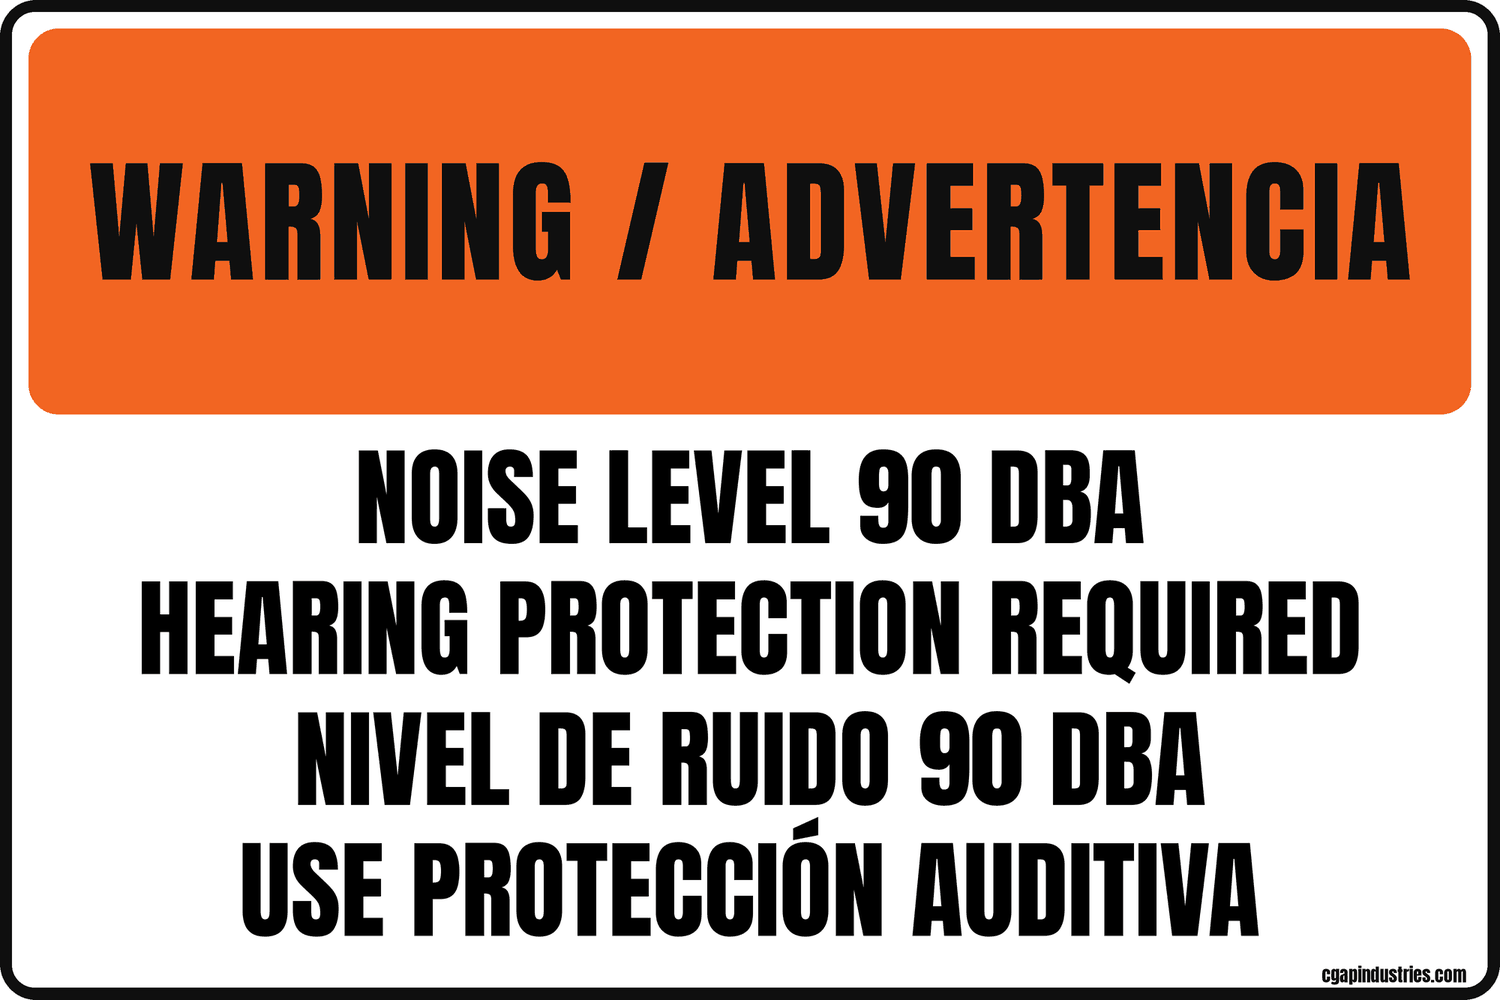 WARNING / ADVERTENCIA
NOISE LEVEL 90 DBA
HEARING PROTECTION REQUIRED
NIVEL DE RUIDO 90 DBA
USE PROTECCIÓN AUDITIVA
cgapindustries.com